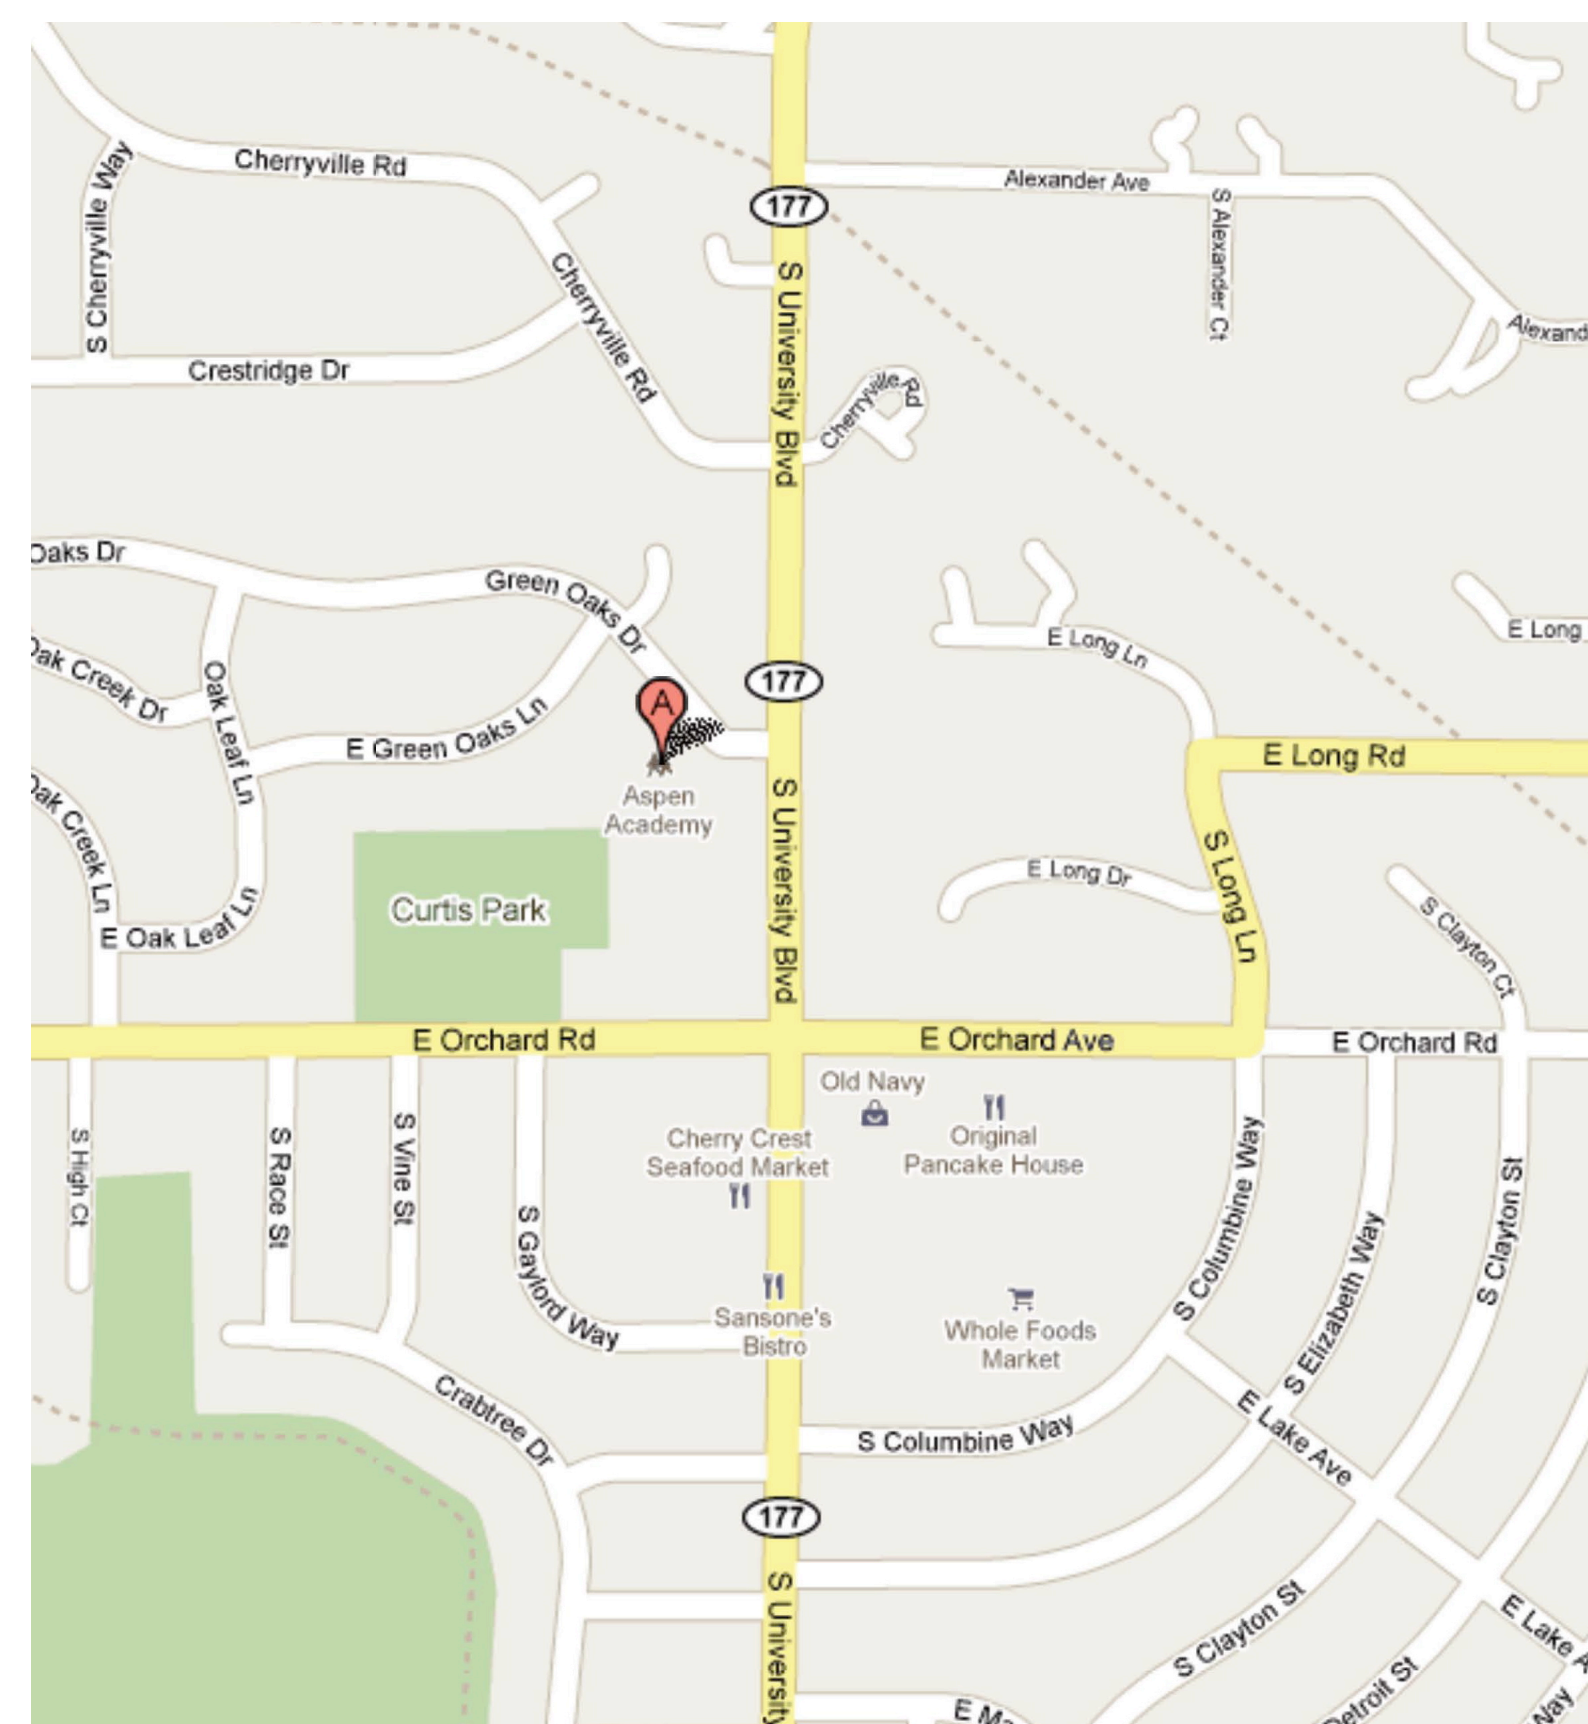 Cherryville Rd
Alexander Ave
S Cherryville Way
177
S Alexander Ct
Cherryville Rd
S University Blvd
Alexand
Crestridge Dr
Cherryville Rd
Oaks Dr
Green Oaks Dr
E Long Ln
E Long
Oak Creek Dr
Oak Leaf Ln
177
A
E Green Oaks Ln
E Long Rd
Aspen
Academy
S University Blvd
Oak Creek Ln
S Long Ln
E Long Dr
Curtis Park
S Clayton Ct
E Oak Leaf Ln
E Orchard Rd
E Orchard Ave
E Orchard Rd
Old Navy
S High Ct
S Race St
S Vine St
Cherry Crest
Seafood Market
Original
Pancake House
S Columbine Way
S Clayton St
S Gaylord Way
S Elizabeth Way
Sansone's
Bistro
Whole Foods
Market
Crabtree Dr
S Columbine Way
E Lake Ave
177
S University
S Clayton St
E Lake A
Detroit St
Way
E Ma